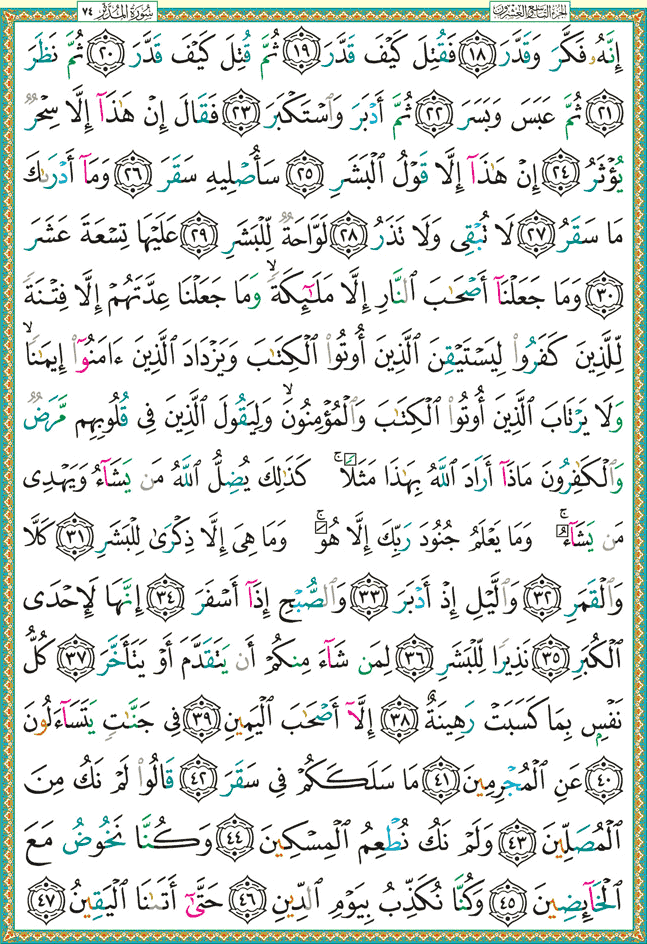 الجزء التاسع والعشرون
سُورَةُ المُدَّثِّر ٧٤
إِنَّهُۥ فَكَّرَ وَقَدَّرَ ١٨ فَقُتِلَ كَيْفَ قَدَّرَ ١٩ ثُمَّ قُتِلَ كَيْفَ قَدَّرَ ٢٠ ثُمَّ نَظَرَ
٢١ ثُمَّ عَبَسَ وَبَسَرَ ٢٢ ثُمَّ أَدْبَرَ وَٱسْتَكْبَرَ ٢٣ فَقَالَ إِنْ هَٰذَآ إِلَّا سِحْرٌ
يُؤْثَرُ ٢٤ إِنْ هَٰذَآ إِلَّا قَوْلُ ٱلْبَشَرِ ٢٥ سَأُصْلِيهِ سَقَرَ ٢٦ وَمَآ أَدْرَىٰكَ
مَا سَقَرُ ٢٧ لَا تُبْقِى وَلَا تَذَرُ ٢٨ لَوَّاحَةٌ لِّلْبَشَرِ ٢٩ عَلَيْهَا تِسْعَةَ عَشَرَ
٣٠ وَمَا جَعَلْنَآ أَصْحَٰبَ ٱلنَّارِ إِلَّا مَلَٰٓئِكَةً ۙ وَمَا جَعَلْنَا عِدَّتَهُمْ إِلَّا فِتْنَةً
لِّلَّذِينَ كَفَرُوا۟ لِيَسْتَيْقِنَ ٱلَّذِينَ أُوتُوا۟ ٱلْكِتَٰبَ وَيَزْدَادَ ٱلَّذِينَ ءَامَنُوٓا۟ إِيمَٰنًا ۙ
وَلَا يَرْتَابَ ٱلَّذِينَ أُوتُوا۟ ٱلْكِتَٰبَ وَٱلْمُؤْمِنُونَ ۙ وَلِيَقُولَ ٱلَّذِينَ فِى قُلُوبِهِم مَّرَضٌ
وَٱلْكَٰفِرُونَ مَاذَآ أَرَادَ ٱللَّهُ بِهَٰذَا مَثَلًا ۚ كَذَٰلِكَ يُضِلُّ ٱللَّهُ مَن يَشَآءُ وَيَهْدِى
مَن يَشَآءُ ۚ وَمَا يَعْلَمُ جُنُودَ رَبِّكَ إِلَّا هُوَ ۚ وَمَا هِىَ إِلَّا ذِكْرَىٰ لِلْبَشَرِ ٣١ كَلَّا
وَٱلْقَمَرِ ٣٢ وَٱلَّيْلِ إِذْ أَدْبَرَ ٣٣ وَٱلصُّبْحِ إِذَآ أَسْفَرَ ٣٤ إِنَّهَا لَإِحْدَى
ٱلْكُبَرِ ٣٥ نَذِيرًا لِّلْبَشَرِ ٣٦ لِمَن شَآءَ مِنكُمْ أَن يَتَقَدَّمَ أَوْ يَتَأَخَّرَ ٣٧ كُلُّ
نَفْسٍۭ بِمَا كَسَبَتْ رَهِينَةٌ ٣٨ إِلَّآ أَصْحَٰبَ ٱلْيَمِينِ ٣٩ فِى جَنَّٰتٍ يَتَسَآءَلُونَ
٤٠ عَنِ ٱلْمُجْرِمِينَ ٤١ مَا سَلَكَكُمْ فِى سَقَرَ ٤٢ قَالُوا۟ لَمْ نَكُ مِنَ
ٱلْمُصَلِّينَ ٤٣ وَلَمْ نَكُ نُطْعِمُ ٱلْمِسْكِينَ ٤٤ وَكُنَّا نَخُوضُ مَعَ
ٱلْخَآئِضِينَ ٤٥ وَكُنَّا نُكَذِّبُ بِيَوْمِ ٱلدِّينِ ٤٦ حَتَّىٰٓ أَتَىٰنَا ٱلْيَقِينُ ٤٧